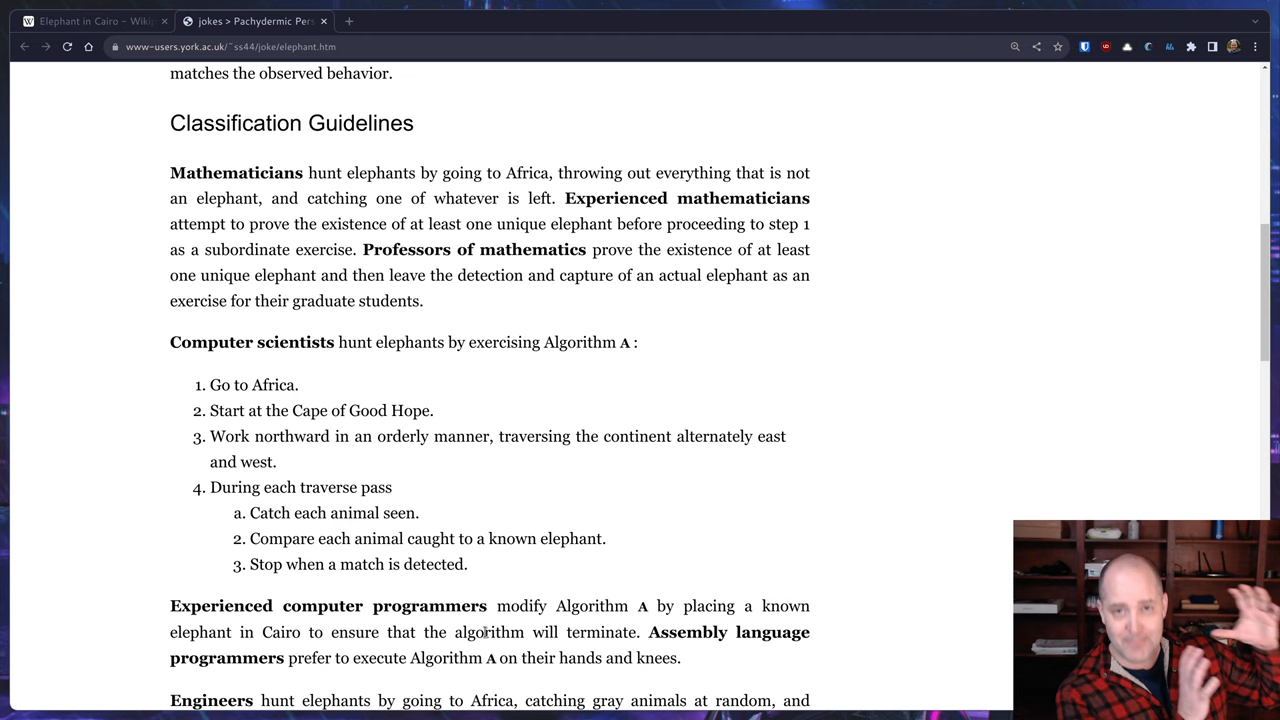 Elephant in Cairo – Wikip
jokes > Pachydermic Pers
www-users.york.ac.uk/~ss44/joke/elephant.htm
matches the observed behavior.
Classification Guidelines
Mathematicians hunt elephants by going to Africa, throwing out everything that is not
an elephant, and catching one of whatever is left. Experienced mathematicians
attempt to prove the existence of at least one unique elephant before proceeding to step 1
as a subordinate exercise. Professors of mathematics prove the existence of at least
one unique elephant and then leave the detection and capture of an actual elephant as an
exercise for their graduate students.
Computer scientists hunt elephants by exercising Algorithm A :
1. Go to Africa.
2. Start at the Cape of Good Hope.
3. Work northward in an orderly manner, traversing the continent alternately east
and west.
4. During each traverse pass
a. Catch each animal seen.
2. Compare each animal caught to a known elephant.
3. Stop when a match is detected.
Experienced computer programmers modify Algorithm A by placing a known
elephant in Cairo to ensure that the algorithm will terminate. Assembly language
programmers prefer to execute Algorithm A on their hands and knees.
Engineers hunt elephants by going to Africa, catching gray animals at random, and